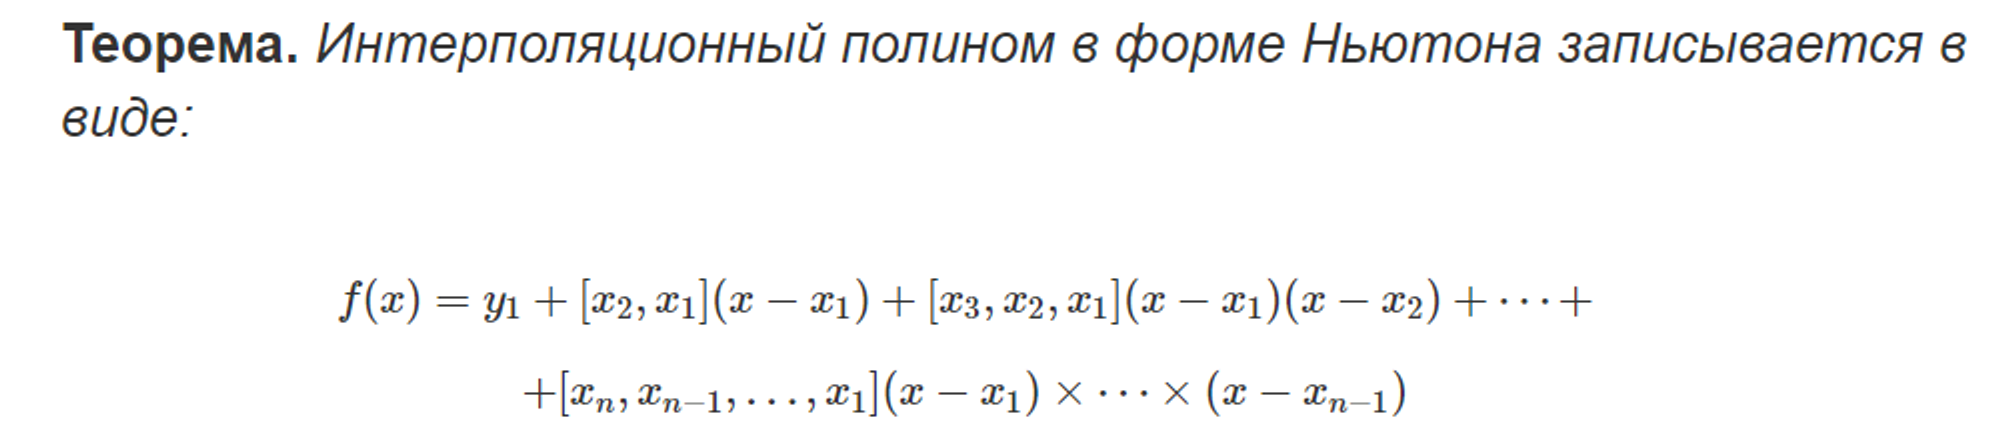 Теорема. Интерполяционный полином в форме Ньютона записывается в
виде:
f(x) = y₁ + [x₂, x₁](x − x₁) + [x₃, x₂, x₁](x − x₁)(x − x₂) + ⋯ +
+[xₙ, xₙ₋₁, …, x₁](x − x₁) × ⋯ × (x − xₙ₋₁)